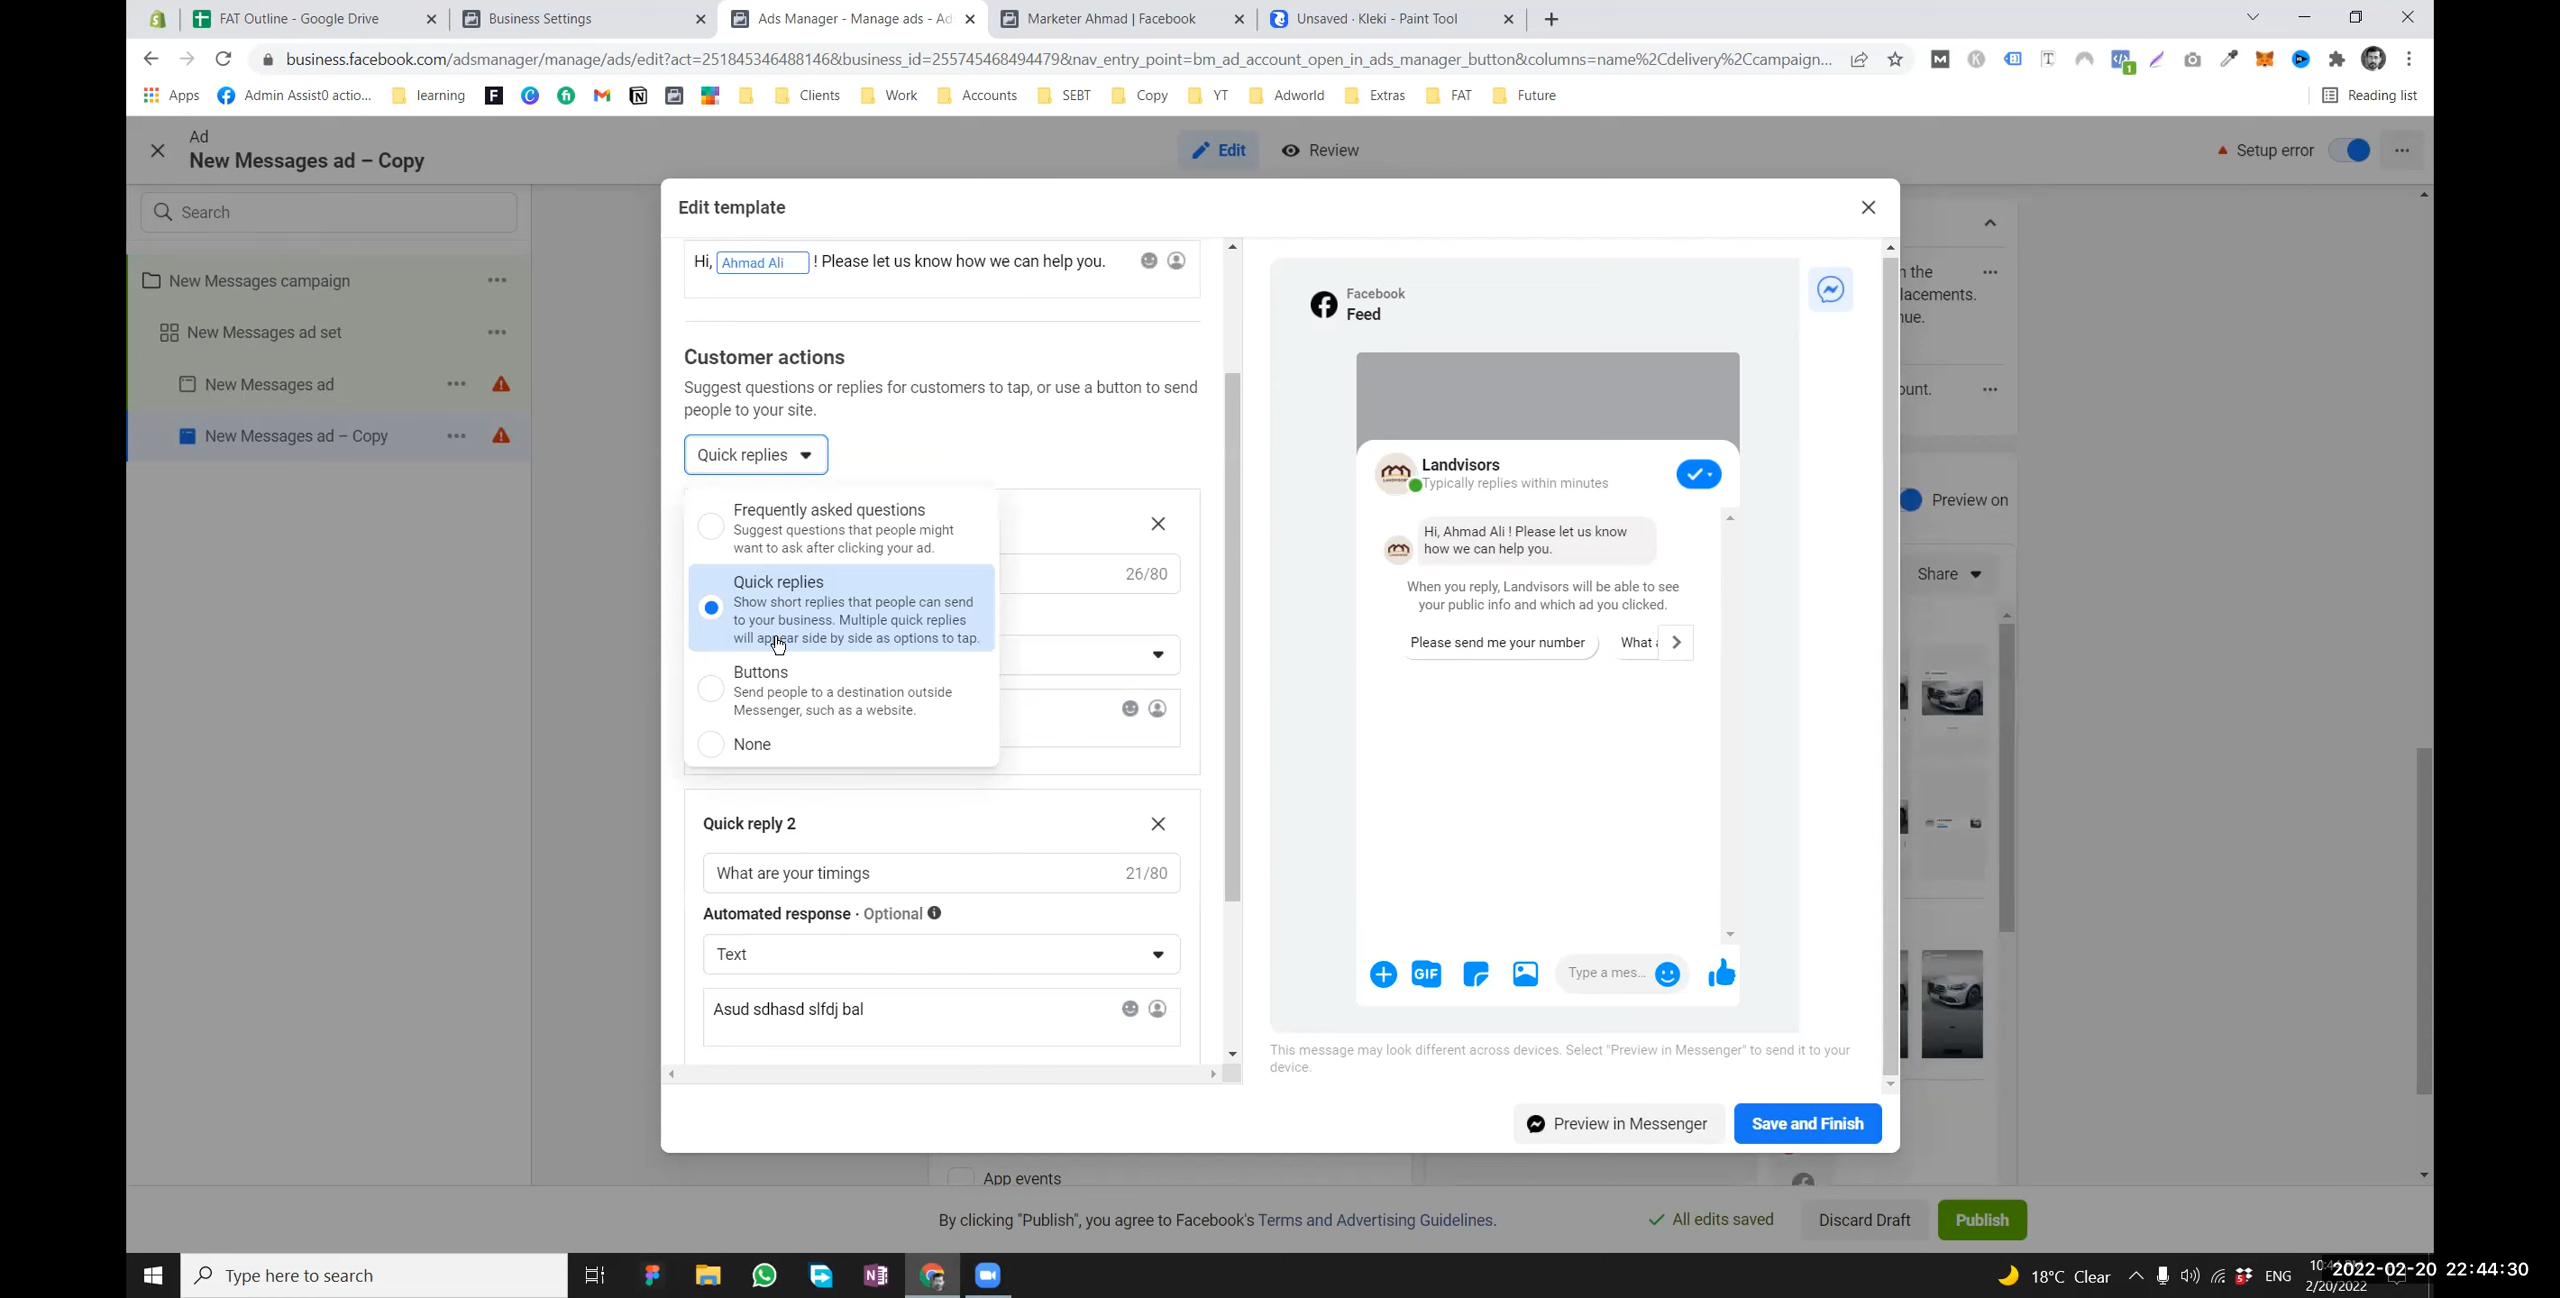 FAT Outline - Google Drive
Business Settings
Ads Manager - Manage ads - Ad
Marketer Ahmad | Facebook
Unsaved · Kleki - Paint Tool
business.facebook.com/adsmanager/manage/ads/edit?act=251845346488146&business_id=255745468494479&nav_entry_point=bm_ad_account_open_in_ads_manager_button&columns=name%2Cdelivery%2Ccampaign...
Apps
Admin Assist0 actio...
learning
Clients
Work
Accounts
SEBT
Copy
YT
Adworld
Extras
FAT
Future
Reading list
Ad
New Messages ad – Copy
Edit
Review
Setup error
Search
New Messages campaign
New Messages ad set
New Messages ad
New Messages ad – Copy
Edit template
Hi, Ahmad Ali ! Please let us know how we can help you.
Customer actions
Suggest questions or replies for customers to tap, or use a button to send
people to your site.
Quick replies
Frequently asked questions
Suggest questions that people might
want to ask after clicking your ad.
Quick replies
Show short replies that people can send
to your business. Multiple quick replies
will appear side by side as options to tap.
Buttons
Send people to a destination outside
Messenger, such as a website.
None
26/80
Quick reply 2
What are your timings
21/80
Automated response · Optional
Text
Asud sdhasd slfdj bal
Facebook
Feed
Landvisors
Typically replies within minutes
Hi, Ahmad Ali ! Please let us know
how we can help you.
When you reply, Landvisors will be able to see
your public info and which ad you clicked.
Please send me your number
What
GIF
Type a mes...
This message may look different across devices. Select "Preview in Messenger" to send it to your
device.
Preview in Messenger
Save and Finish
the
lacements.
Preview on
Share
App events
By clicking "Publish", you agree to Facebook's Terms and Advertising Guidelines.
All edits saved
Discard Draft
Publish
Type here to search
18°C Clear
ENG
2/20/2022
2022-02-20 22:44:30